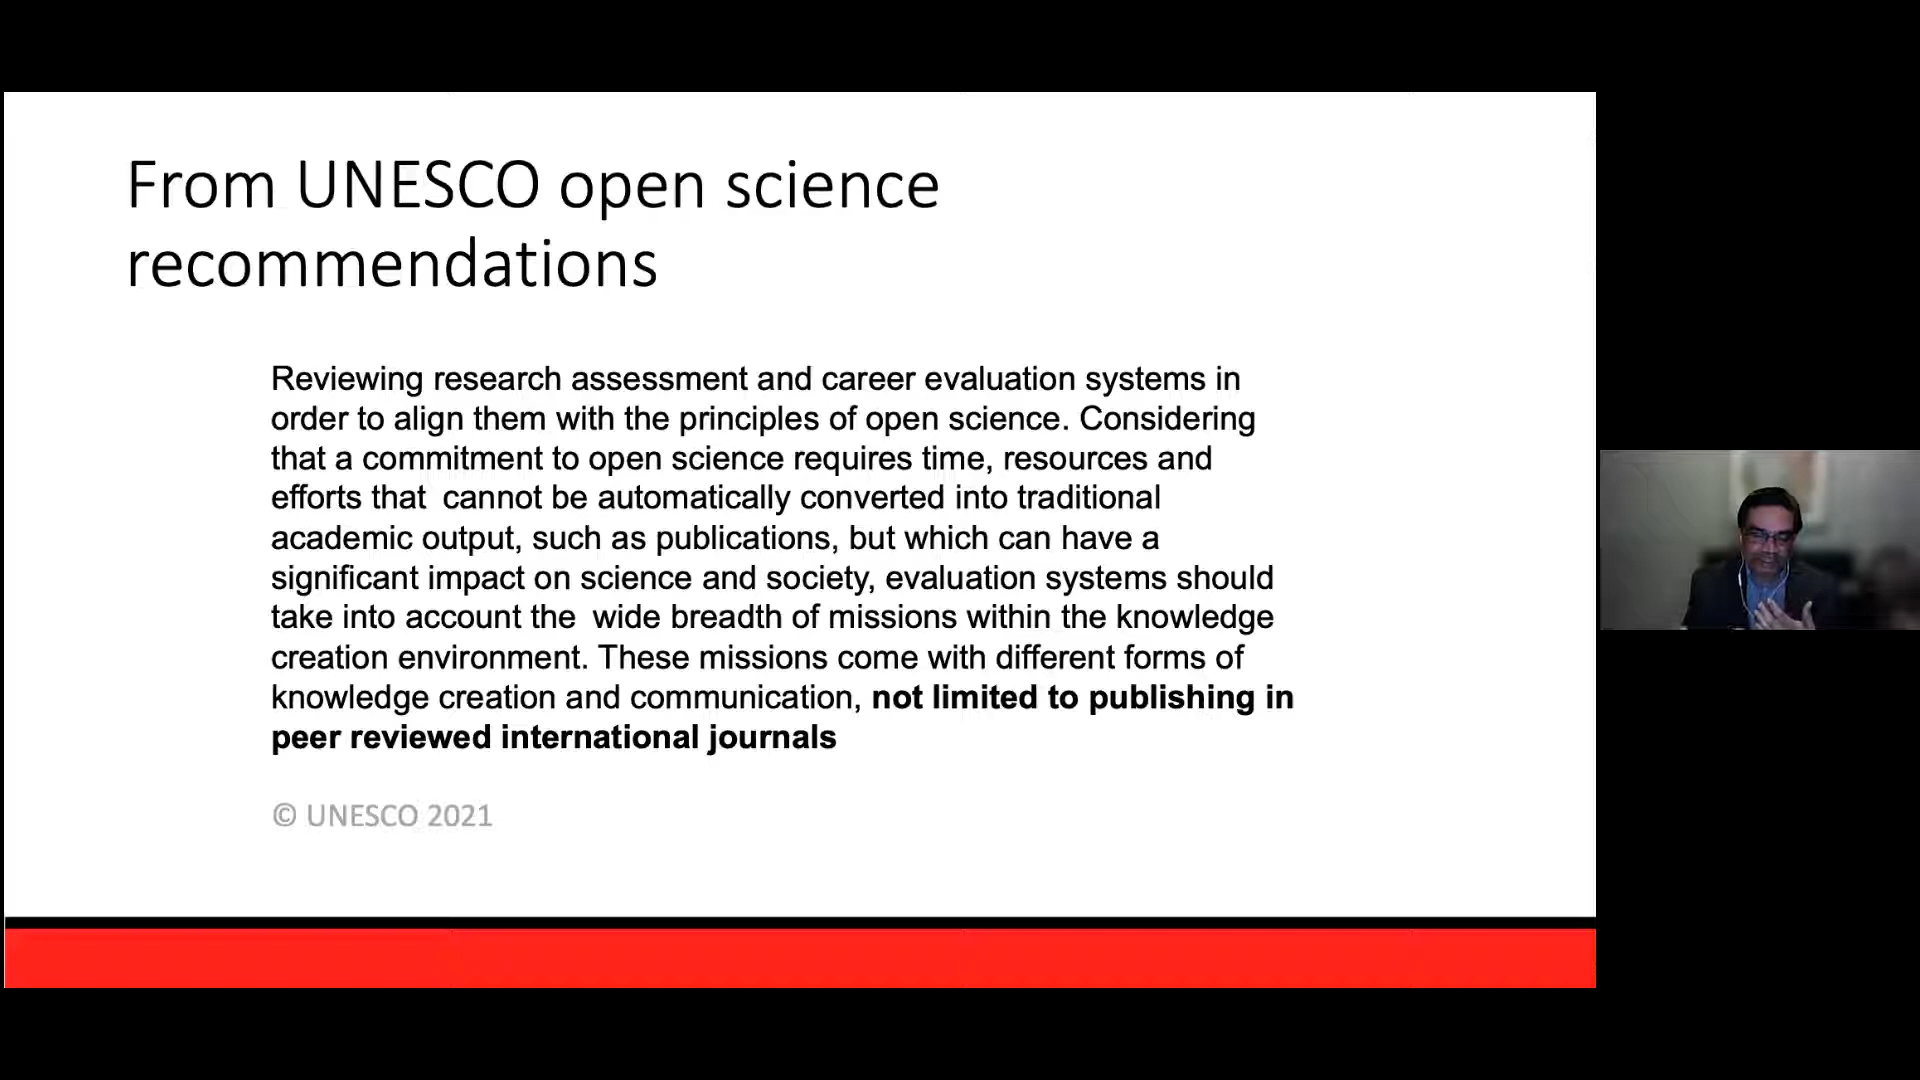 From UNESCO open science
recommendations
Reviewing research assessment and career evaluation systems in
order to align them with the principles of open science. Considering
that a commitment to open science requires time, resources and
efforts that  cannot be automatically converted into traditional
academic output, such as publications, but which can have a
significant impact on science and society, evaluation systems should
take into account the  wide breadth of missions within the knowledge
creation environment. These missions come with different forms of
knowledge creation and communication, not limited to publishing in
peer reviewed international journals
© UNESCO 2021